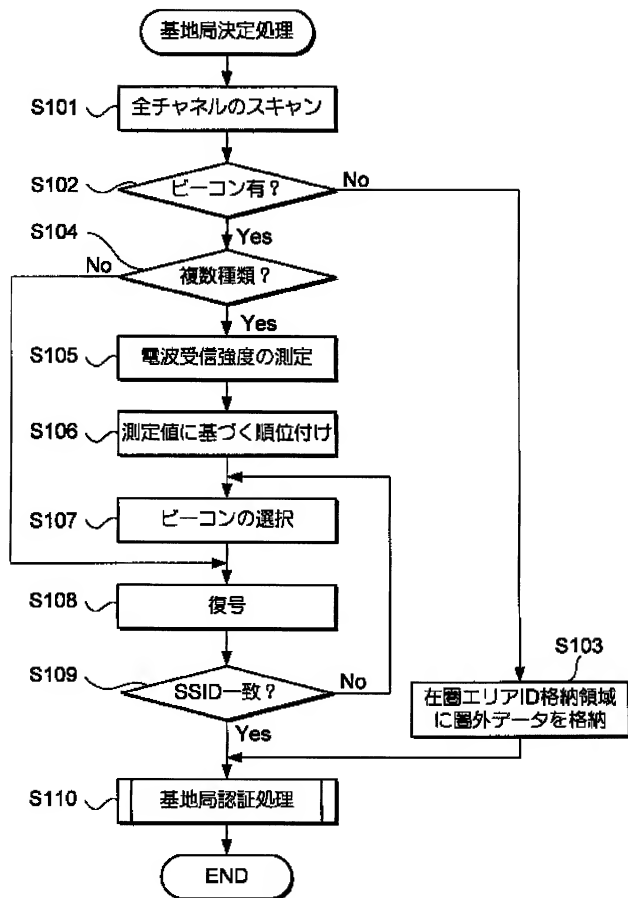 基地局決定処理
S101
全チャネルのスキャン
S102
ビーコン有?
No
Yes
S104
No
複数種類?
Yes
S105
電波受信強度の測定
S106
測定値に基づく順位付け
S107
ビーコンの選択
S108
復号
S109
SSID一致?
No
Yes
S103
在圏エリアID格納領域
に圏外データを格納
S110
基地局認証処理
END